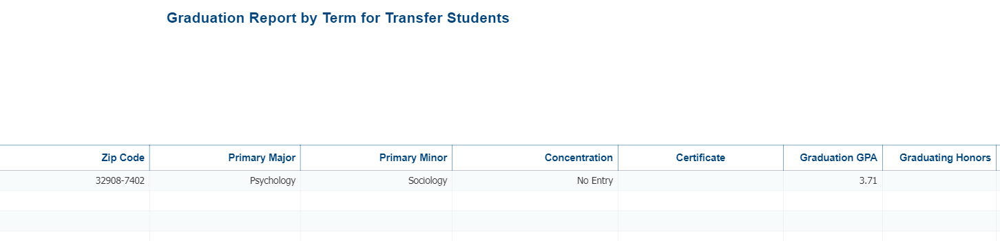 Graduation Report by Term for Transfer Students
Zip Code Primary Major Primary Minor Concentration Certificate Graduation GPA Graduating Honors
32908-7402 Psychology Sociology No Entry 3.71